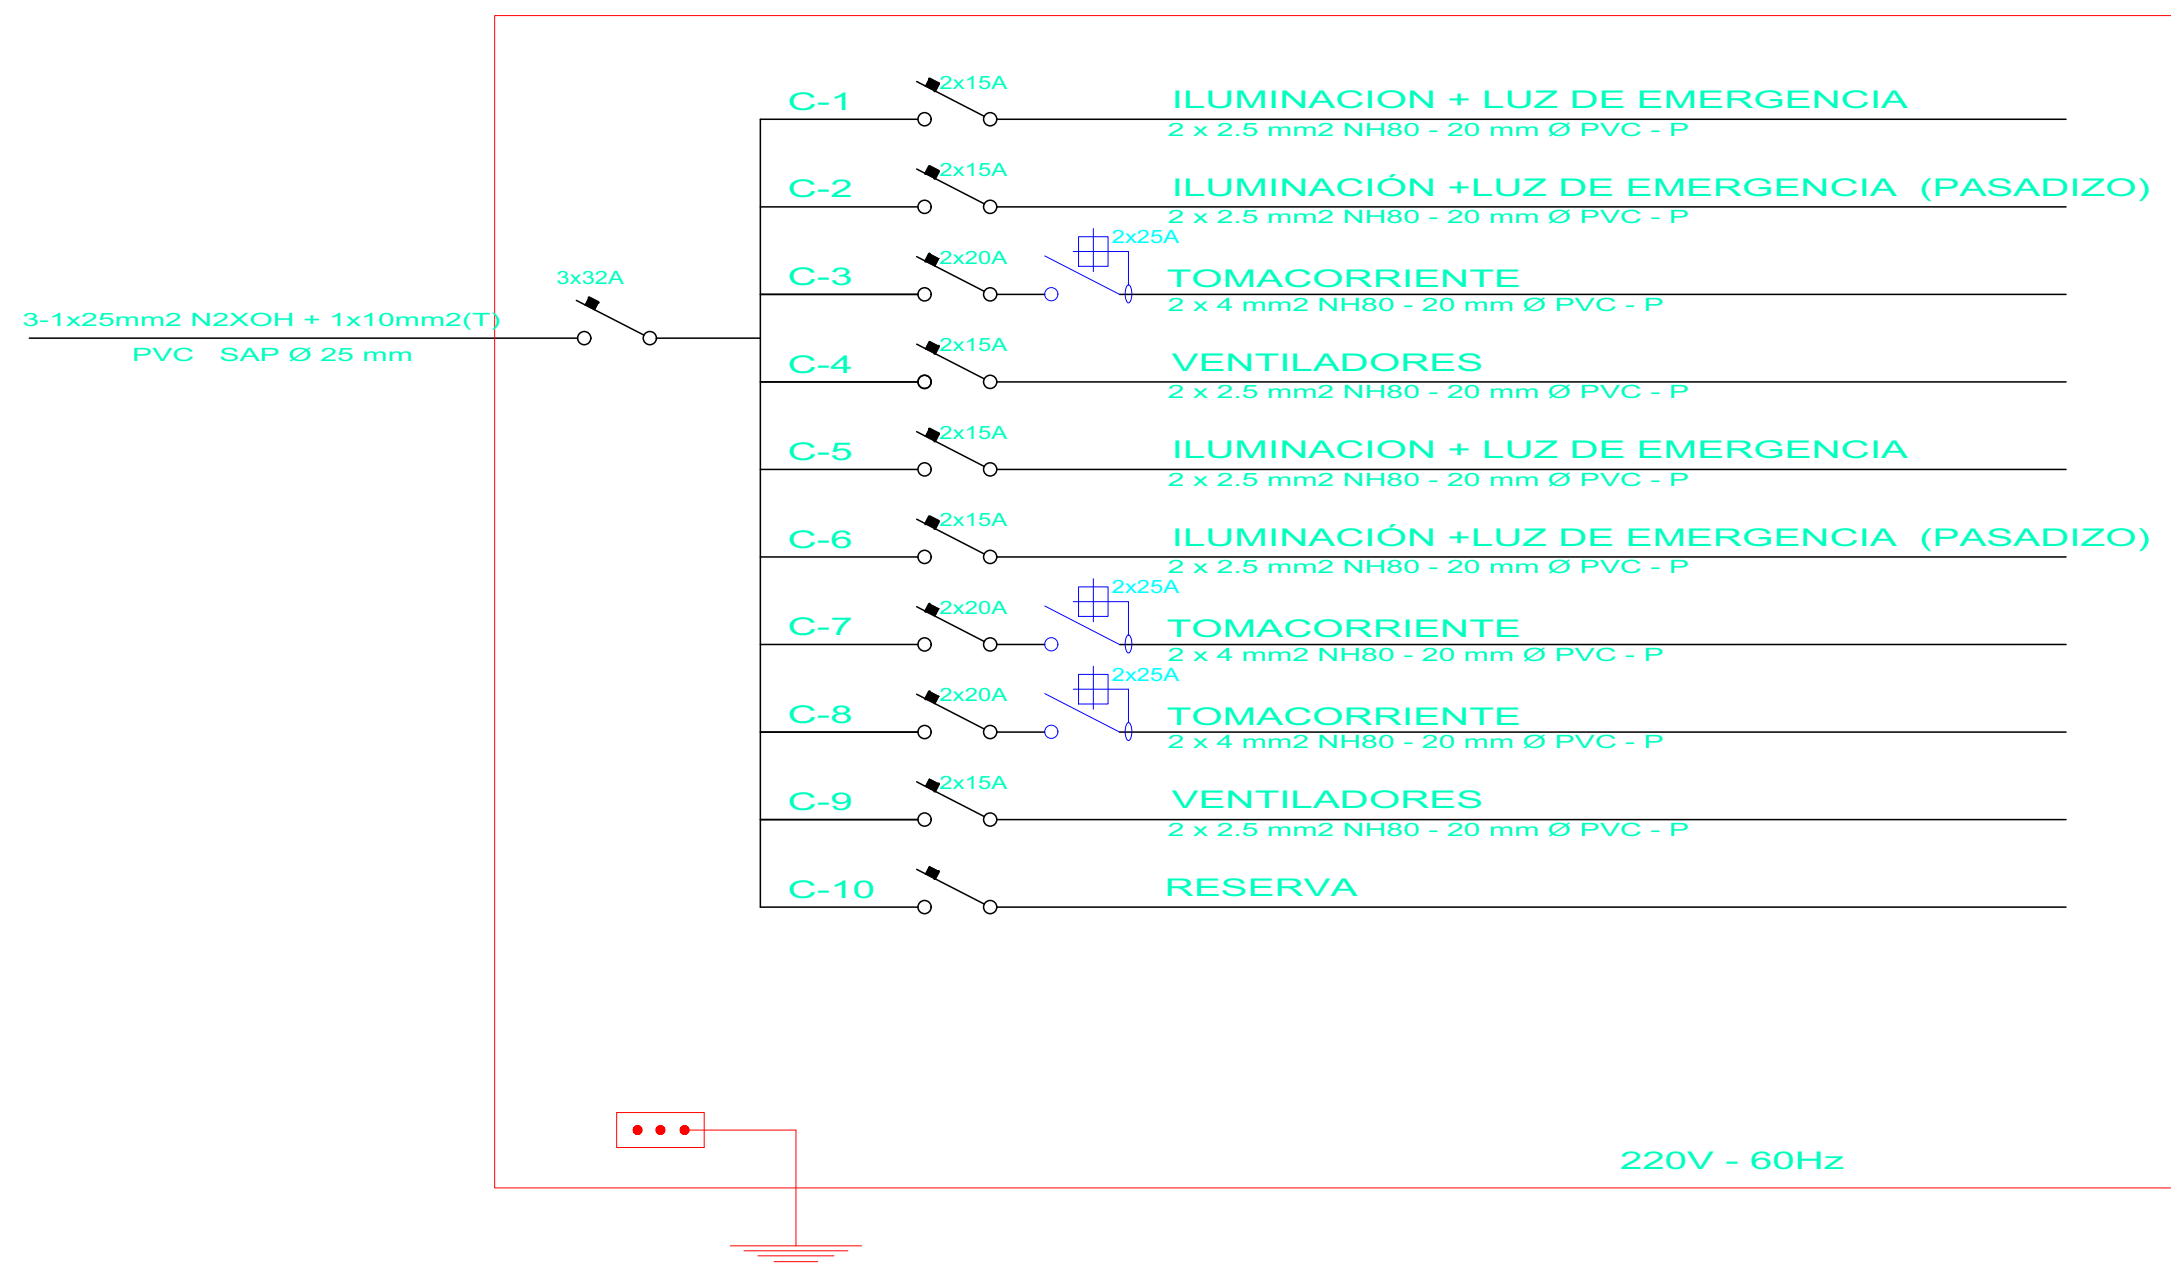 3-1x25mm2 N2XOH + 1x10mm2(T)
PVC SAP Ø 25 mm
3x32A
C-1
2x15A
ILUMINACION + LUZ DE EMERGENCIA
2 x 2.5 mm2 NH80 - 20 mm Ø PVC - P
C-2
2x15A
ILUMINACIÓN +LUZ DE EMERGENCIA (PASADIZO)
2 x 2.5 mm2 NH80 - 20 mm Ø PVC - P
C-3
2x20A
2x25A
TOMACORRIENTE
2 x 4 mm2 NH80 - 20 mm Ø PVC - P
C-4
2x15A
VENTILADORES
2 x 2.5 mm2 NH80 - 20 mm Ø PVC - P
C-5
2x15A
ILUMINACION + LUZ DE EMERGENCIA
2 x 2.5 mm2 NH80 - 20 mm Ø PVC - P
C-6
2x15A
ILUMINACIÓN +LUZ DE EMERGENCIA (PASADIZO)
2 x 2.5 mm2 NH80 - 20 mm Ø PVC - P
C-7
2x20A
2x25A
TOMACORRIENTE
2 x 4 mm2 NH80 - 20 mm Ø PVC - P
C-8
2x20A
2x25A
TOMACORRIENTE
2 x 4 mm2 NH80 - 20 mm Ø PVC - P
C-9
2x15A
VENTILADORES
2 x 2.5 mm2 NH80 - 20 mm Ø PVC - P
C-10
RESERVA
220V - 60Hz